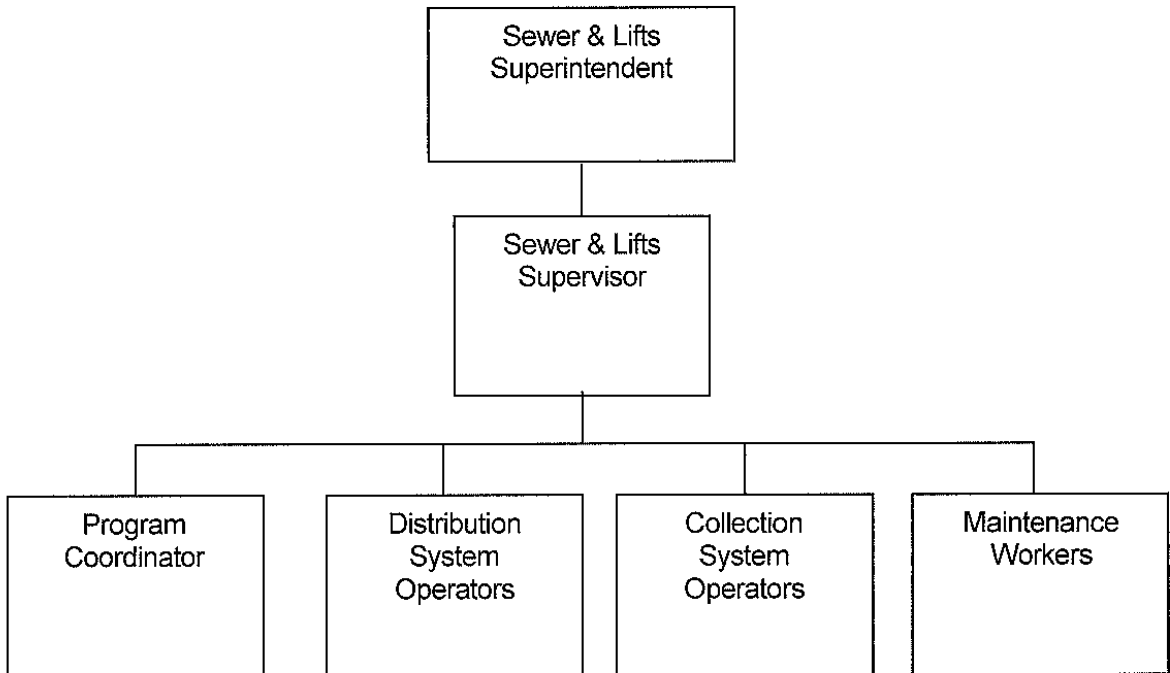 Sewer & Lifts
Superintendent
Sewer & Lifts
Supervisor
Program
Coordinator
Distribution
System
Operators
Collection
System
Operators
Maintenance
Workers